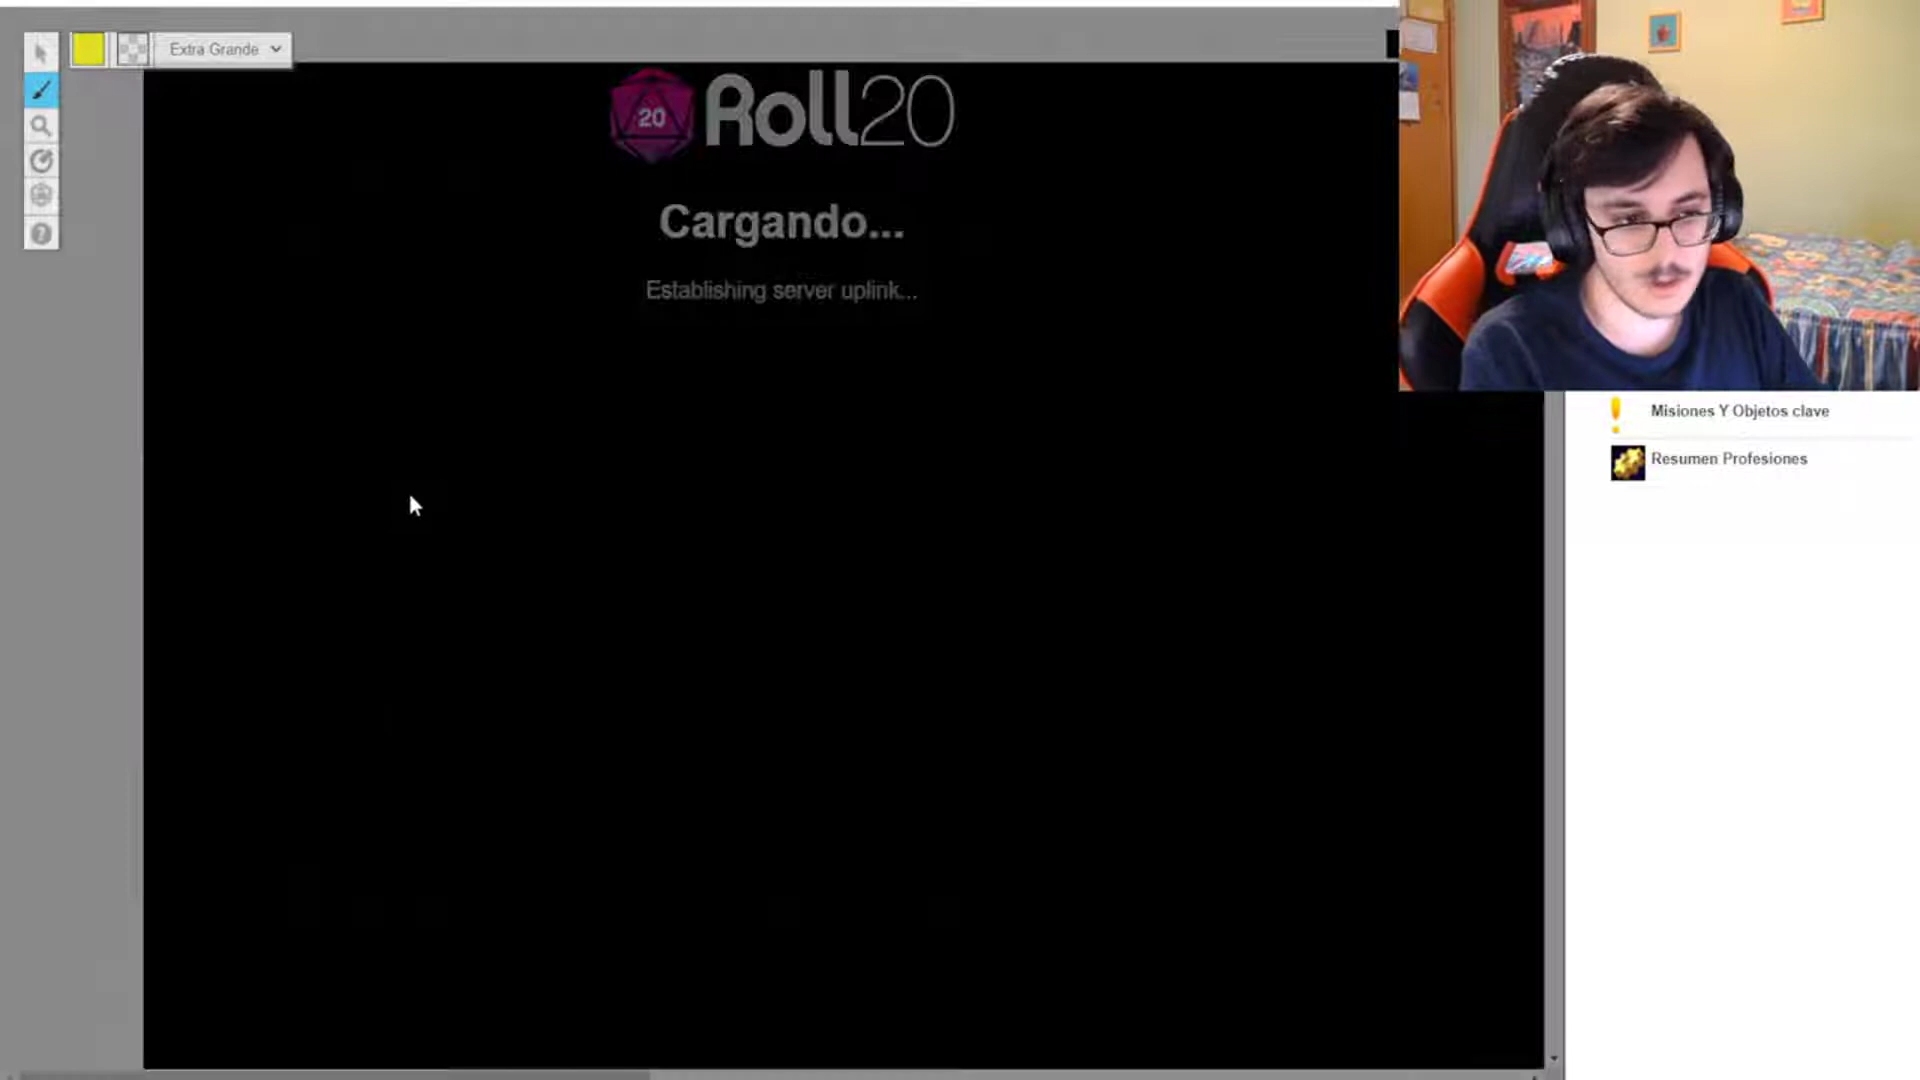 Extra Grande
20 Roll20
Cargando...
Establishing server uplink...
Misiones Y Objetos clave
Resumen Profesiones